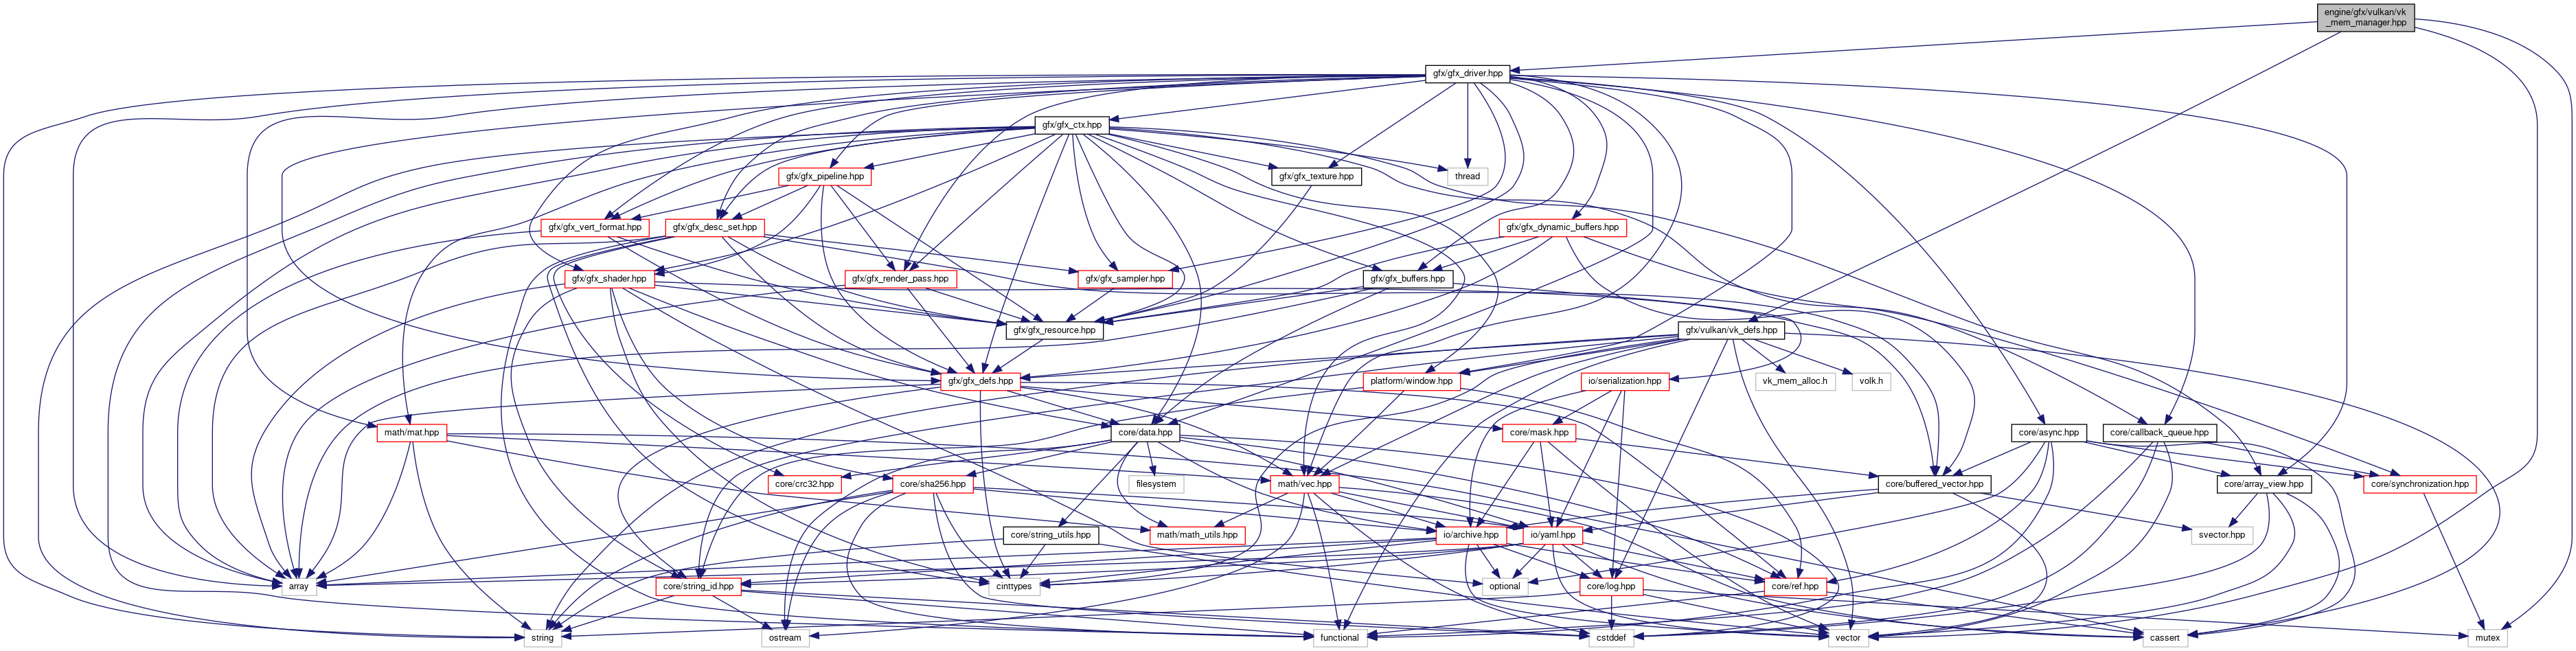 engine/gfx/vulkan/vk
_mem_manager.hpp
gfx/gfx_driver.hpp
gfx/gfx_ctx.hpp
gfx/gfx_pipeline.hpp
gfx/gfx_texture.hpp
thread
gfx/gfx_vert_format.hpp
gfx/gfx_desc_set.hpp
gfx/gfx_dynamic_buffers.hpp
gfx/gfx_shader.hpp
gfx/gfx_render_pass.hpp
gfx/gfx_sampler.hpp
gfx/gfx_buffers.hpp
gfx/gfx_resource.hpp
gfx/vulkan/vk_defs.hpp
gfx/gfx_defs.hpp
platform/window.hpp
io/serialization.hpp
vk_mem_alloc.h
volk.h
math/mat.hpp
core/data.hpp
core/mask.hpp
core/async.hpp
core/callback_queue.hpp
core/crc32.hpp
core/sha256.hpp
filesystem
math/vec.hpp
core/buffered_vector.hpp
core/array_view.hpp
core/synchronization.hpp
core/string_utils.hpp
math/math_utils.hpp
io/archive.hpp
io/yaml.hpp
svector.hpp
array
core/string_id.hpp
cinttypes
optional
core/log.hpp
core/ref.hpp
string
ostream
functional
cstddef
vector
cassert
mutex